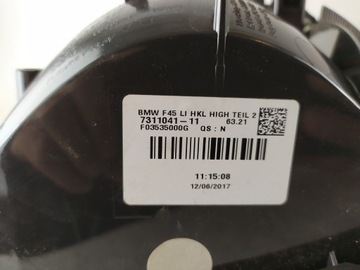 BMW F45 LI HKL HIGH TEIL 2
7311041-11 63.21
F03535000G QS : N
11:15:08
12/06/2017